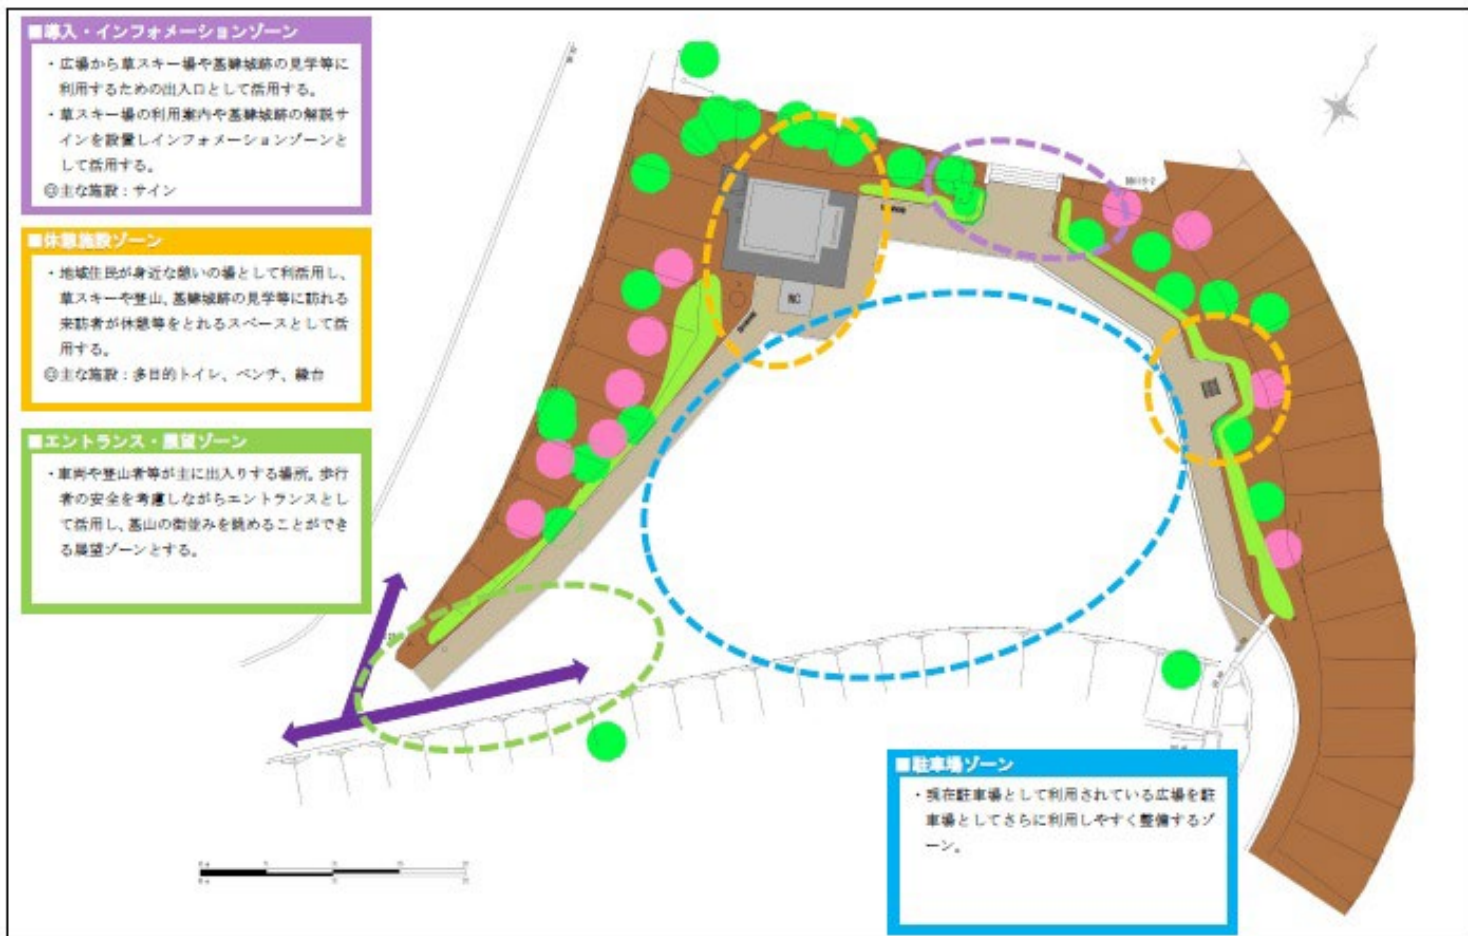 ■導入・インフォメーションゾーン
・広場から草スキー場や基肄城跡の見学等に
利用するための出入口として活用する。
・草スキー場の利用案内や基肄城跡の解説サ
インを設置しインフォメーションゾーンと
して活用する。
◎主な施設：サイン
■休憩施設ゾーン
・地域住民が身近な憩いの場として利活用し、
草スキーや登山、基肄城跡の見学等に訪れる
来訪者が休憩等をとれるスペースとして活
用する。
◎主な施設：多目的トイレ、ベンチ、縁台
■エントランス・展望ゾーン
・車両や登山者等が主に出入りする場所。歩行
者の安全を考慮しながらエントランスとし
て活用し、基山の街並みを眺めることができ
る展望ゾーンとする。
WC
■駐車場ゾーン
・現在駐車場として利用されている広場を駐
車場としてさらに利用しやすく整備するゾ
ーン。